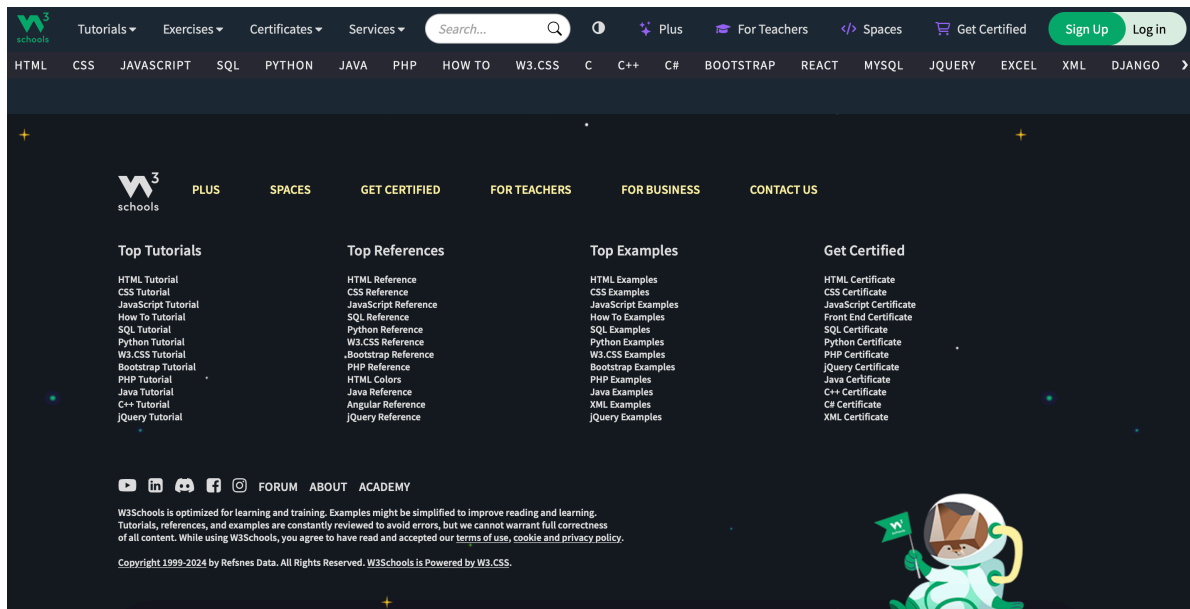 W3 schools Tutorials Exercises Certificates Services Search... Plus For Teachers </> Spaces Get Certified Sign Up Log in
HTML CSS JAVASCRIPT SQL PYTHON JAVA PHP HOW TO W3.CSS C C++ C# BOOTSTRAP REACT MYSQL JQUERY EXCEL XML DJANGO ❯
W3 schools PLUS SPACES GET CERTIFIED FOR TEACHERS FOR BUSINESS CONTACT US
Top Tutorials
HTML Tutorial
CSS Tutorial
JavaScript Tutorial
How To Tutorial
SQL Tutorial
Python Tutorial
W3.CSS Tutorial
Bootstrap Tutorial
PHP Tutorial
Java Tutorial
C++ Tutorial
jQuery Tutorial
Top References
HTML Reference
CSS Reference
JavaScript Reference
SQL Reference
Python Reference
W3.CSS Reference
Bootstrap Reference
PHP Reference
HTML Colors
Java Reference
Angular Reference
jQuery Reference
Top Examples
HTML Examples
CSS Examples
JavaScript Examples
How To Examples
SQL Examples
Python Examples
W3.CSS Examples
Bootstrap Examples
PHP Examples
Java Examples
XML Examples
jQuery Examples
Get Certified
HTML Certificate
CSS Certificate
JavaScript Certificate
Front End Certificate
SQL Certificate
Python Certificate
PHP Certificate
jQuery Certificate
Java Certificate
C++ Certificate
C# Certificate
XML Certificate
FORUM ABOUT ACADEMY
W3Schools is optimized for learning and training. Examples might be simplified to improve reading and learning.
Tutorials, references, and examples are constantly reviewed to avoid errors, but we cannot warrant full correctness
of all content. While using W3Schools, you agree to have read and accepted our terms of use, cookie and privacy policy.
Copyright 1999-2024 by Refsnes Data. All Rights Reserved. W3Schools is Powered by W3.CSS.